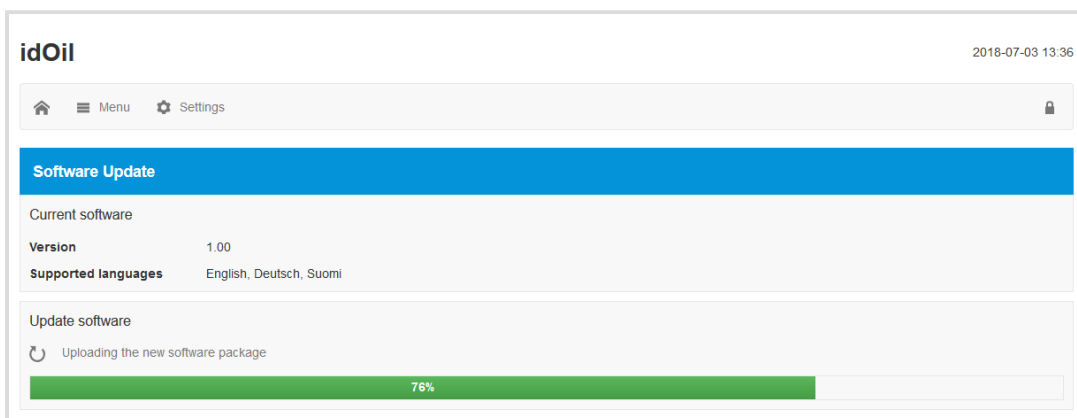 idOil
2018-07-03 13:36
Menu Settings
Software Update
Current software
Version 1.00
Supported languages English, Deutsch, Suomi
Update software
Uploading the new software package
76%